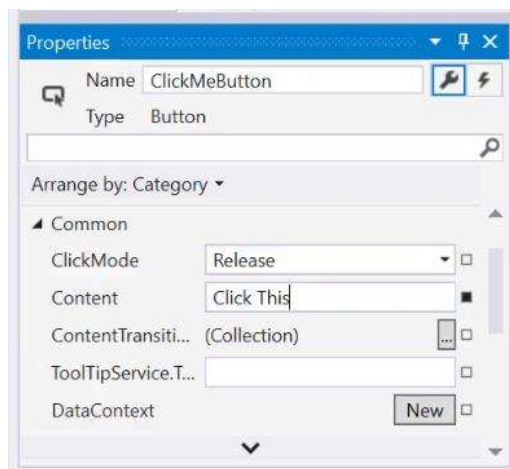 Properties
Name ClickMeButton
Type Button
Arrange by: Category
Common
ClickMode Release
Content Click This
ContentTransiti... (Collection) ...
ToolTipService.T...
DataContext New